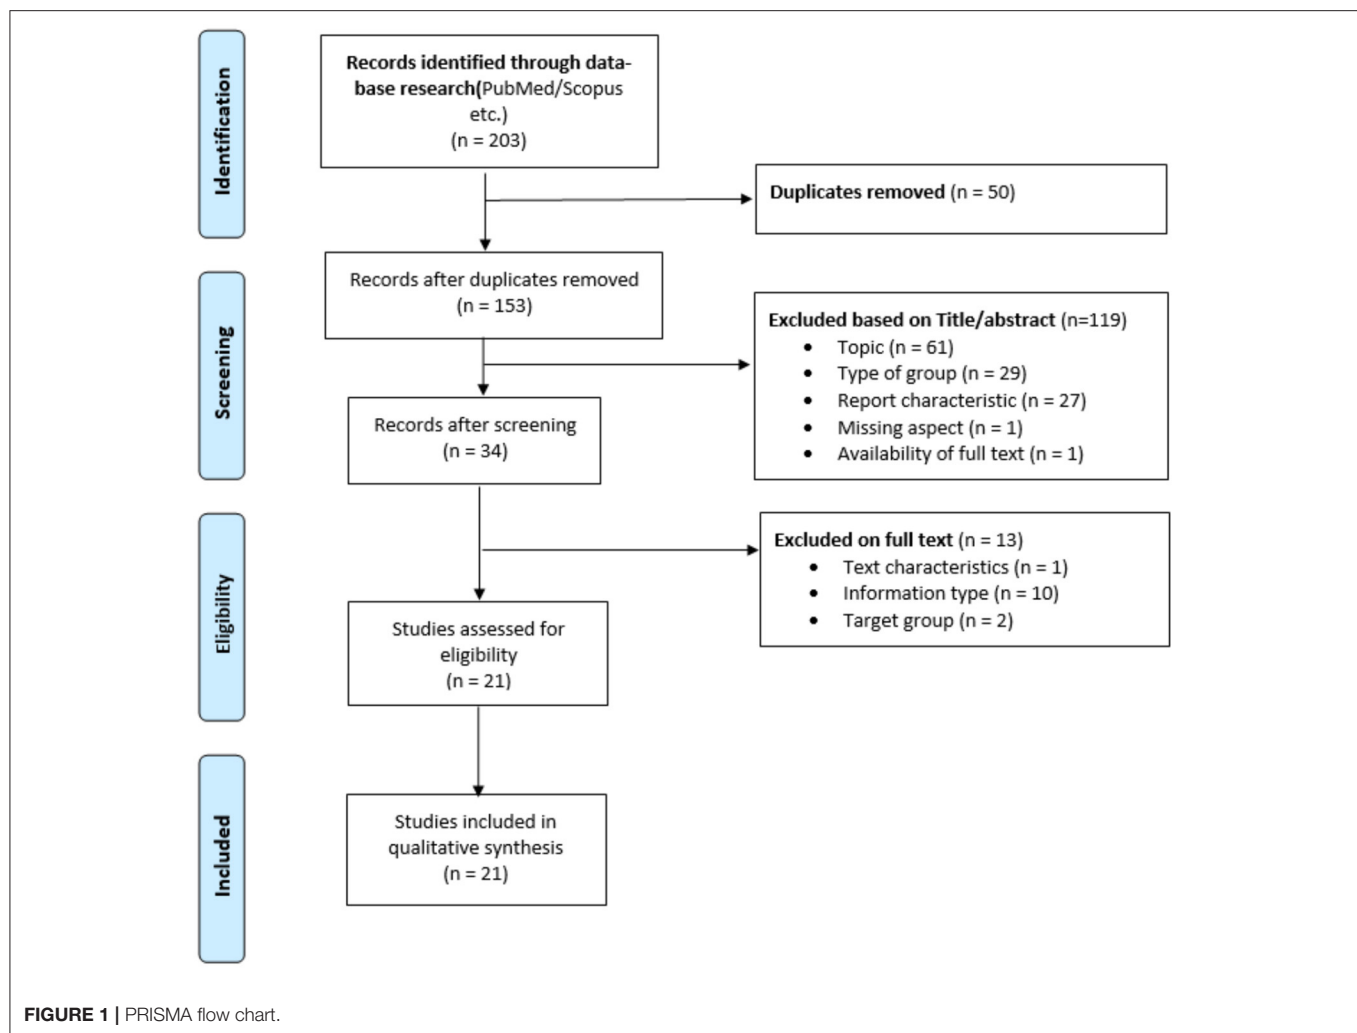 Identification
Records identified through data-
base research(PubMed/Scopus
etc.)
(n = 203)
Duplicates removed (n = 50)
Screening
Records after duplicates removed
(n = 153)
Excluded based on Title/abstract (n=119)
• Topic (n = 61)
• Type of group (n = 29)
• Report characteristic (n = 27)
• Missing aspect (n = 1)
• Availability of full text (n = 1)
Records after screening
(n = 34)
Eligibility
Excluded on full text (n = 13)
• Text characteristics (n = 1)
• Information type (n = 10)
• Target group (n = 2)
Studies assessed for
eligibility
(n = 21)
Included
Studies included in
qualitative synthesis
(n = 21)
FIGURE 1 | PRISMA flow chart.